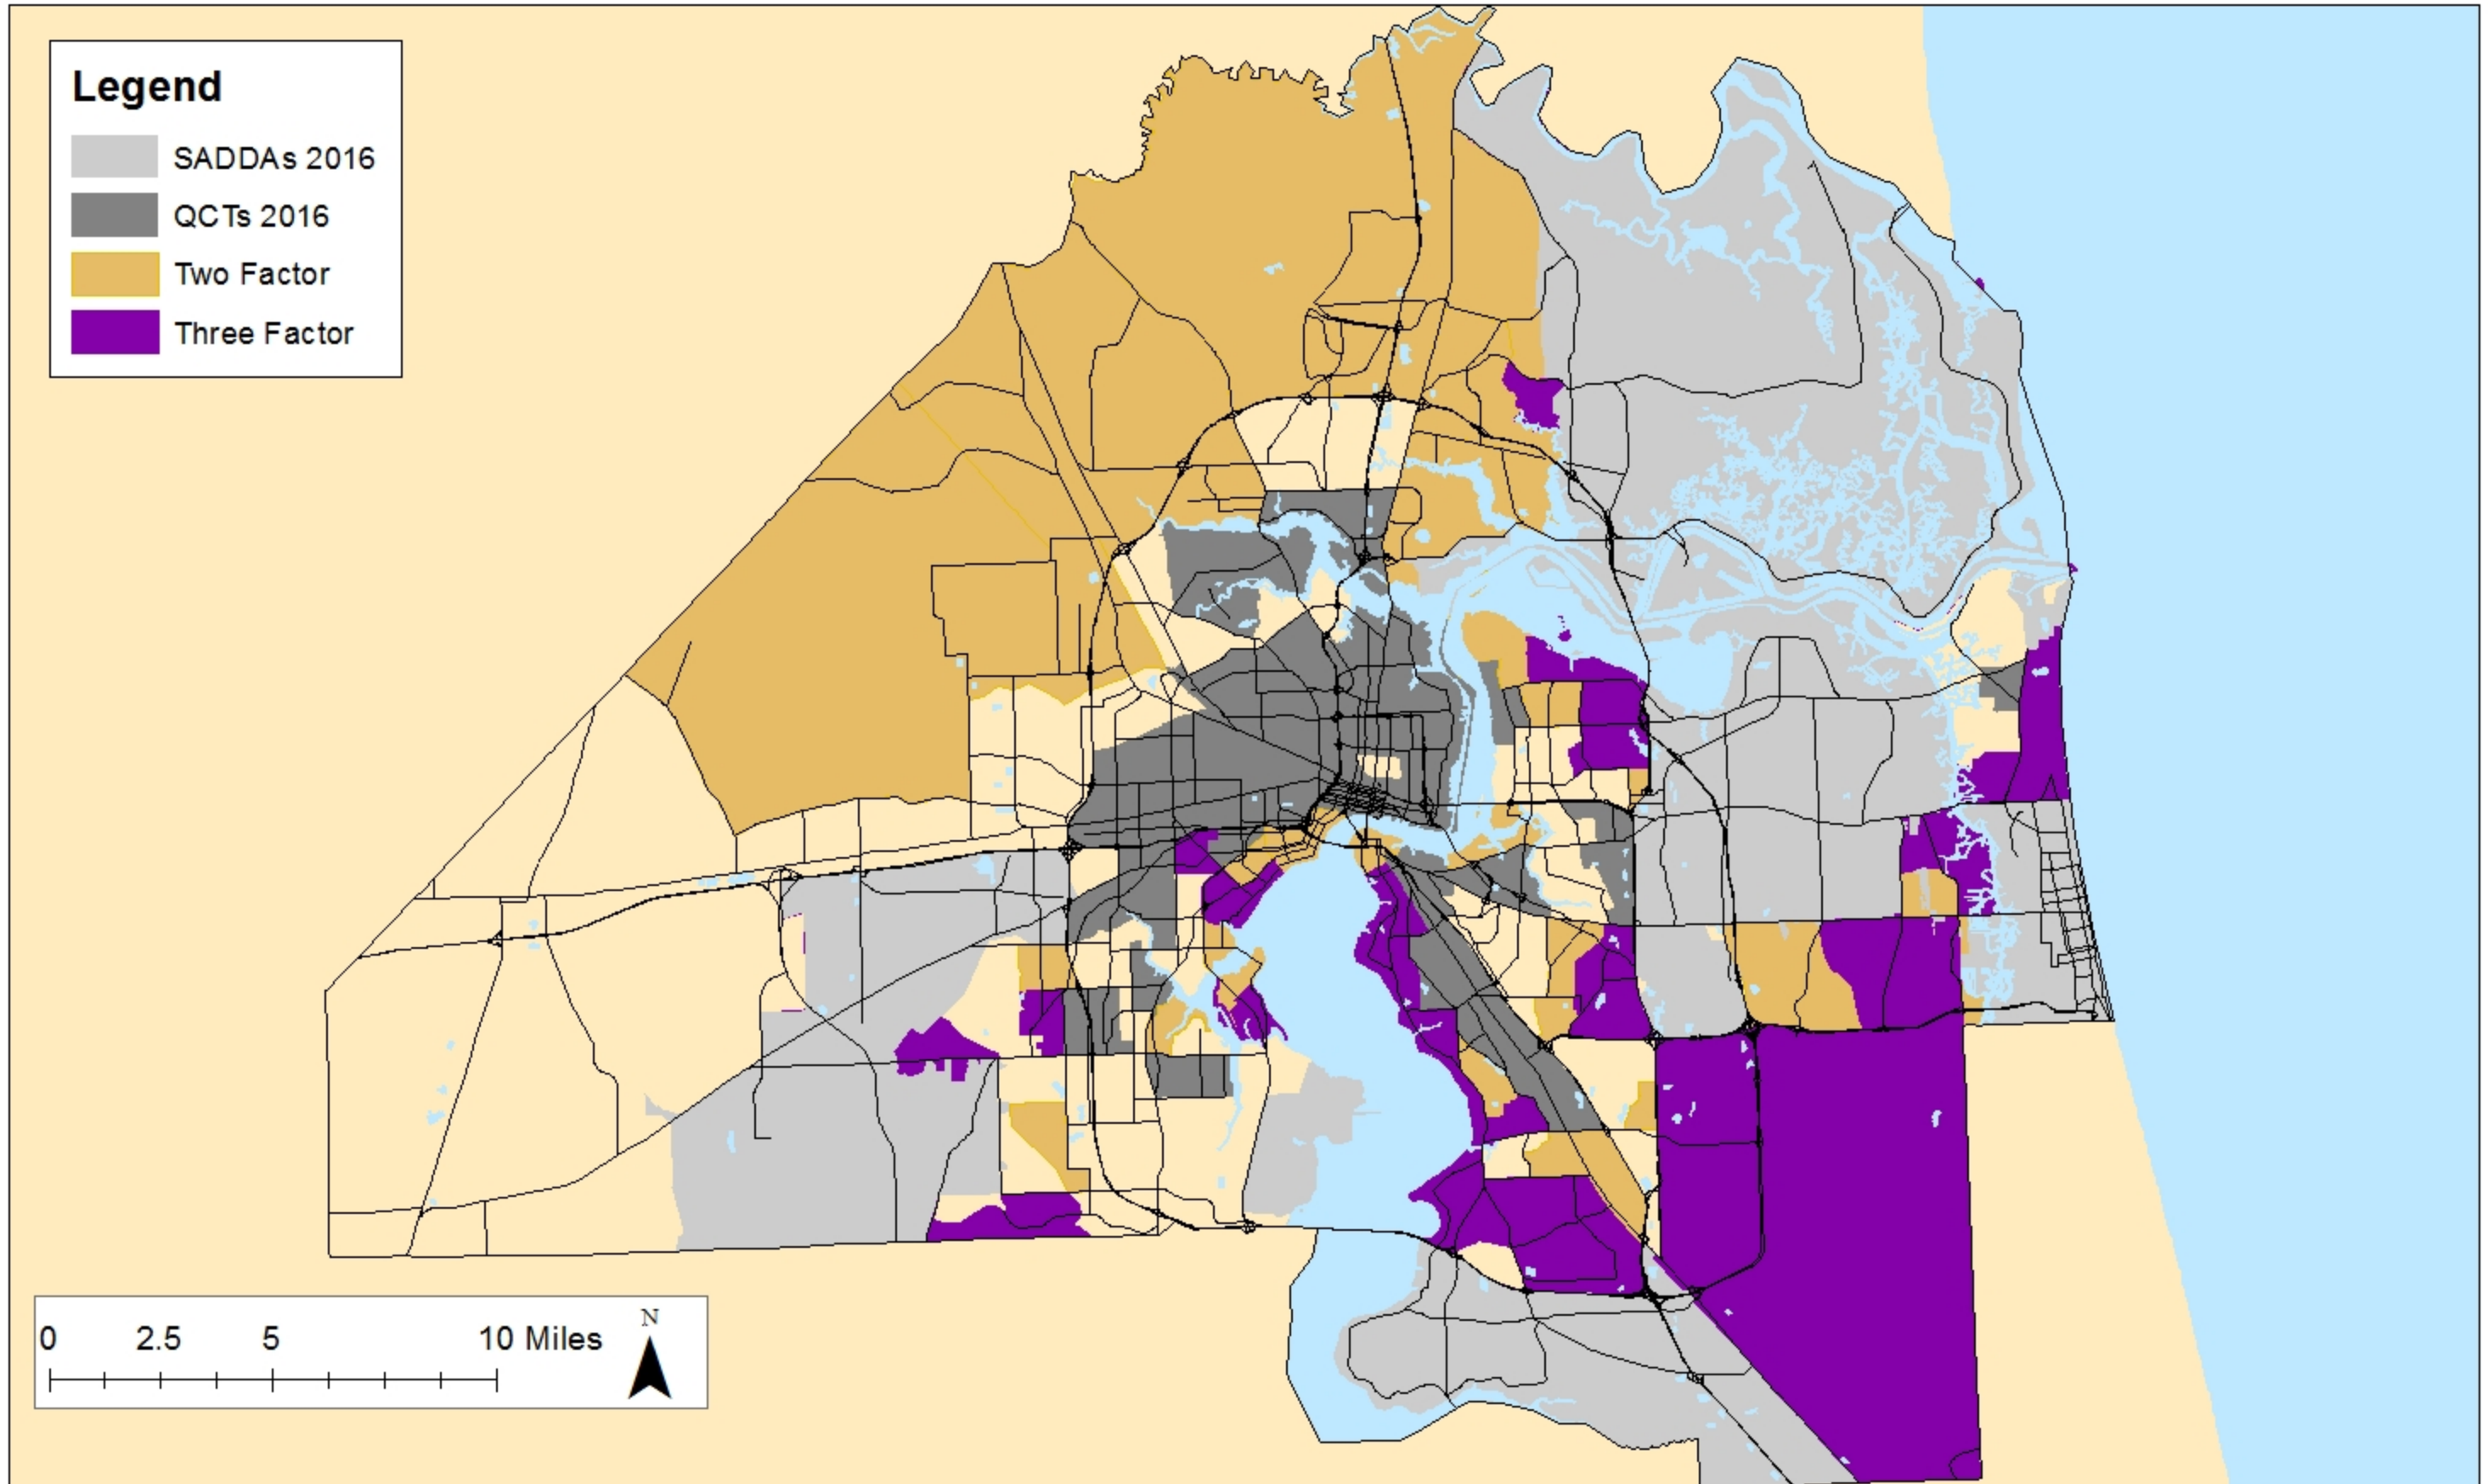 Legend
SADDAs 2016
QCTs 2016
Two Factor
Three Factor
0 2.5 5 10 Miles
N